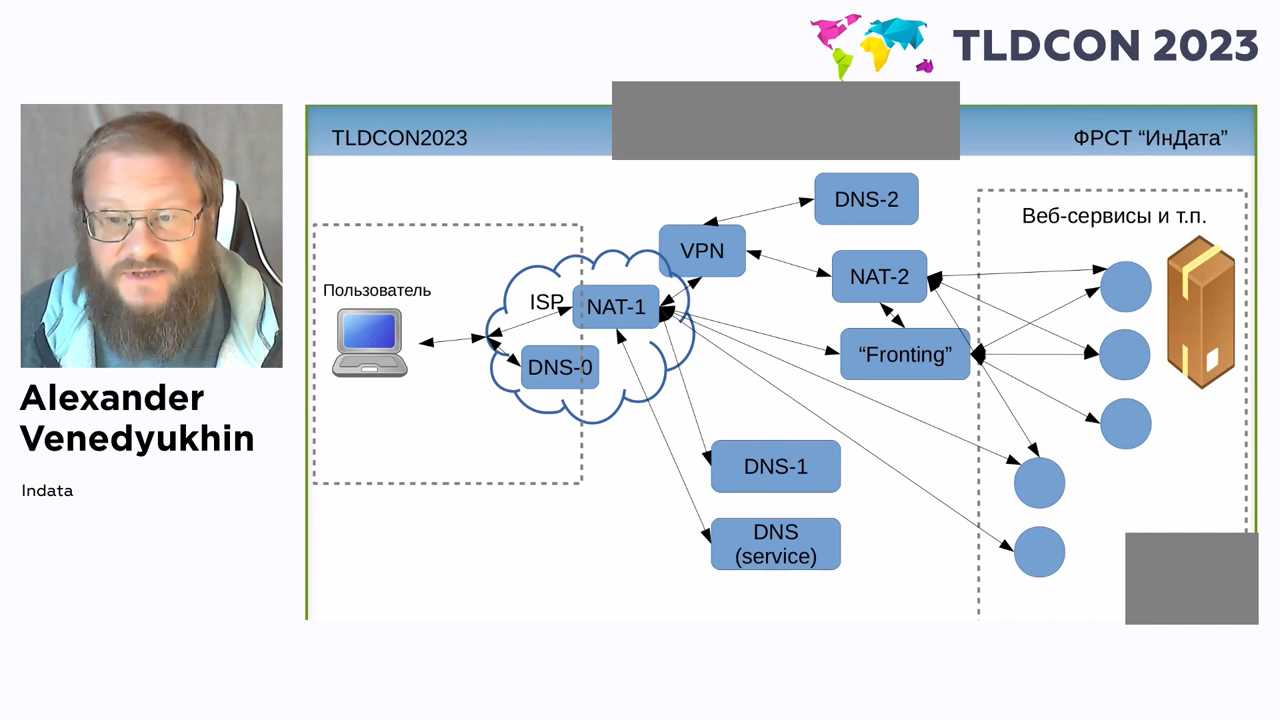 TLDCON 2023
TLDCON2023
ФРСТ “ИнДата”
DNS-2
Веб-сервисы и т.п.
VPN
NAT-2
Пользователь
ISP
NAT-1
“Fronting”
DNS-0
Alexander
Venedyukhin
DNS-1
Indata
DNS
(service)